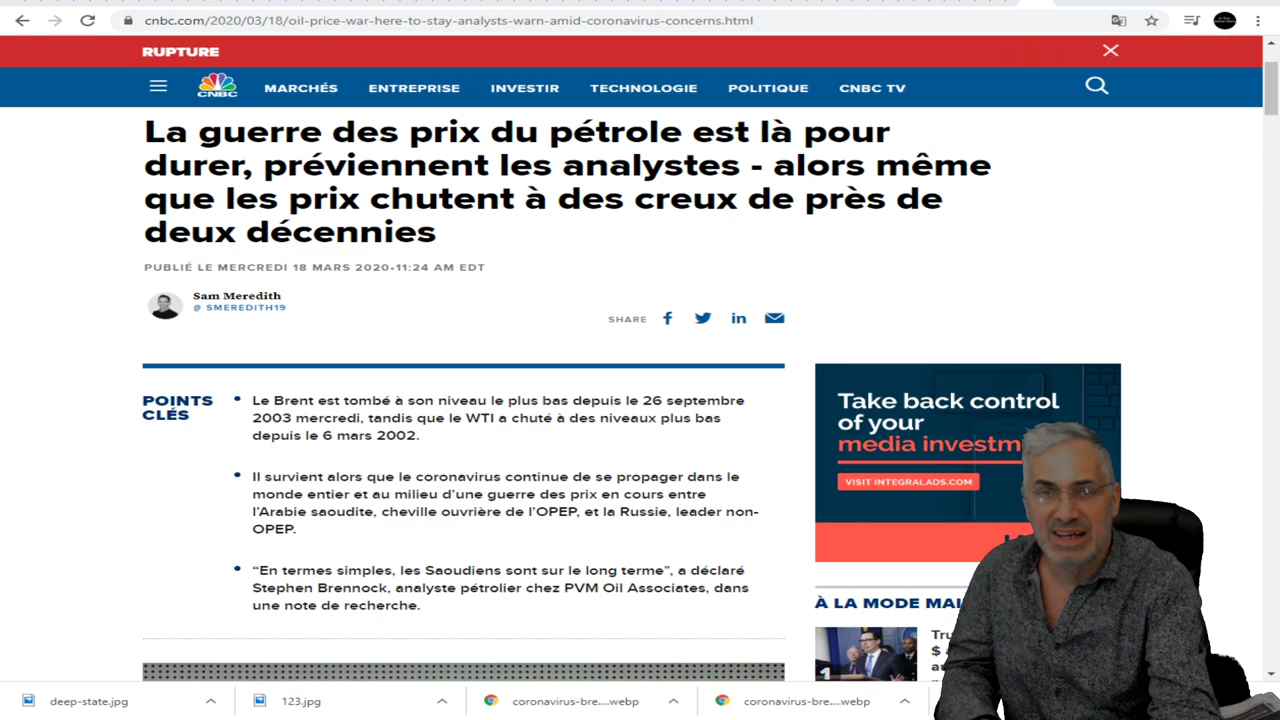 cnbc.com/2020/03/18/oil-price-war-here-to-stay-analysts-warn-amid-coronavirus-concerns.html
RUPTURE
CNBC
MARCHÉS ENTREPRISE INVESTIR TECHNOLOGIE POLITIQUE CNBC TV
La guerre des prix du pétrole est là pour
durer, préviennent les analystes - alors même
que les prix chutent à des creux de près de
deux décennies
PUBLIÉ LE MERCREDI 18 MARS 2020•11:24 AM EDT
Sam Meredith
@ SMEREDITH19
SHARE
POINTS
CLÉS
Le Brent est tombé à son niveau le plus bas depuis le 26 septembre
2003 mercredi, tandis que le WTI a chuté à des niveaux plus bas
depuis le 6 mars 2002.
Il survient alors que le coronavirus continue de se propager dans le
monde entier et au milieu d’une guerre des prix en cours entre
l’Arabie saoudite, cheville ouvrière de l’OPEP, et la Russie, leader non-
OPEP.
“En termes simples, les Saoudiens sont sur le long terme”, a déclaré
Stephen Brennock, analyste pétrolier chez PVM Oil Associates, dans
une note de recherche.
Take back control
of your
media investm
VISIT INTEGRALADS.COM
À LA MODE MAI
Tru
$ a
deep-state.jpg
123.jpg
coronavirus-bre....webp
coronavirus-bre....webp